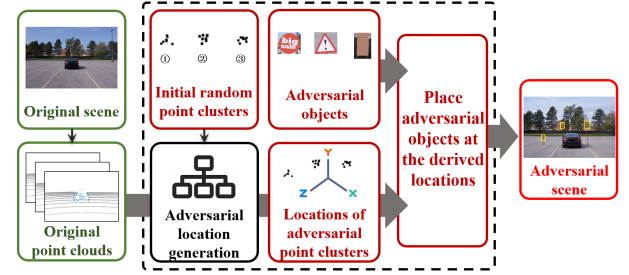 Original scene
① ② ③
Initial random
point clusters
big
sale
!
Adversarial
objects
Place
adversarial
objects at
the derived
locations
Adversarial
scene
Original
point clouds
Adversarial
location
generation
Y
Z X
Locations of
adversarial
point clusters